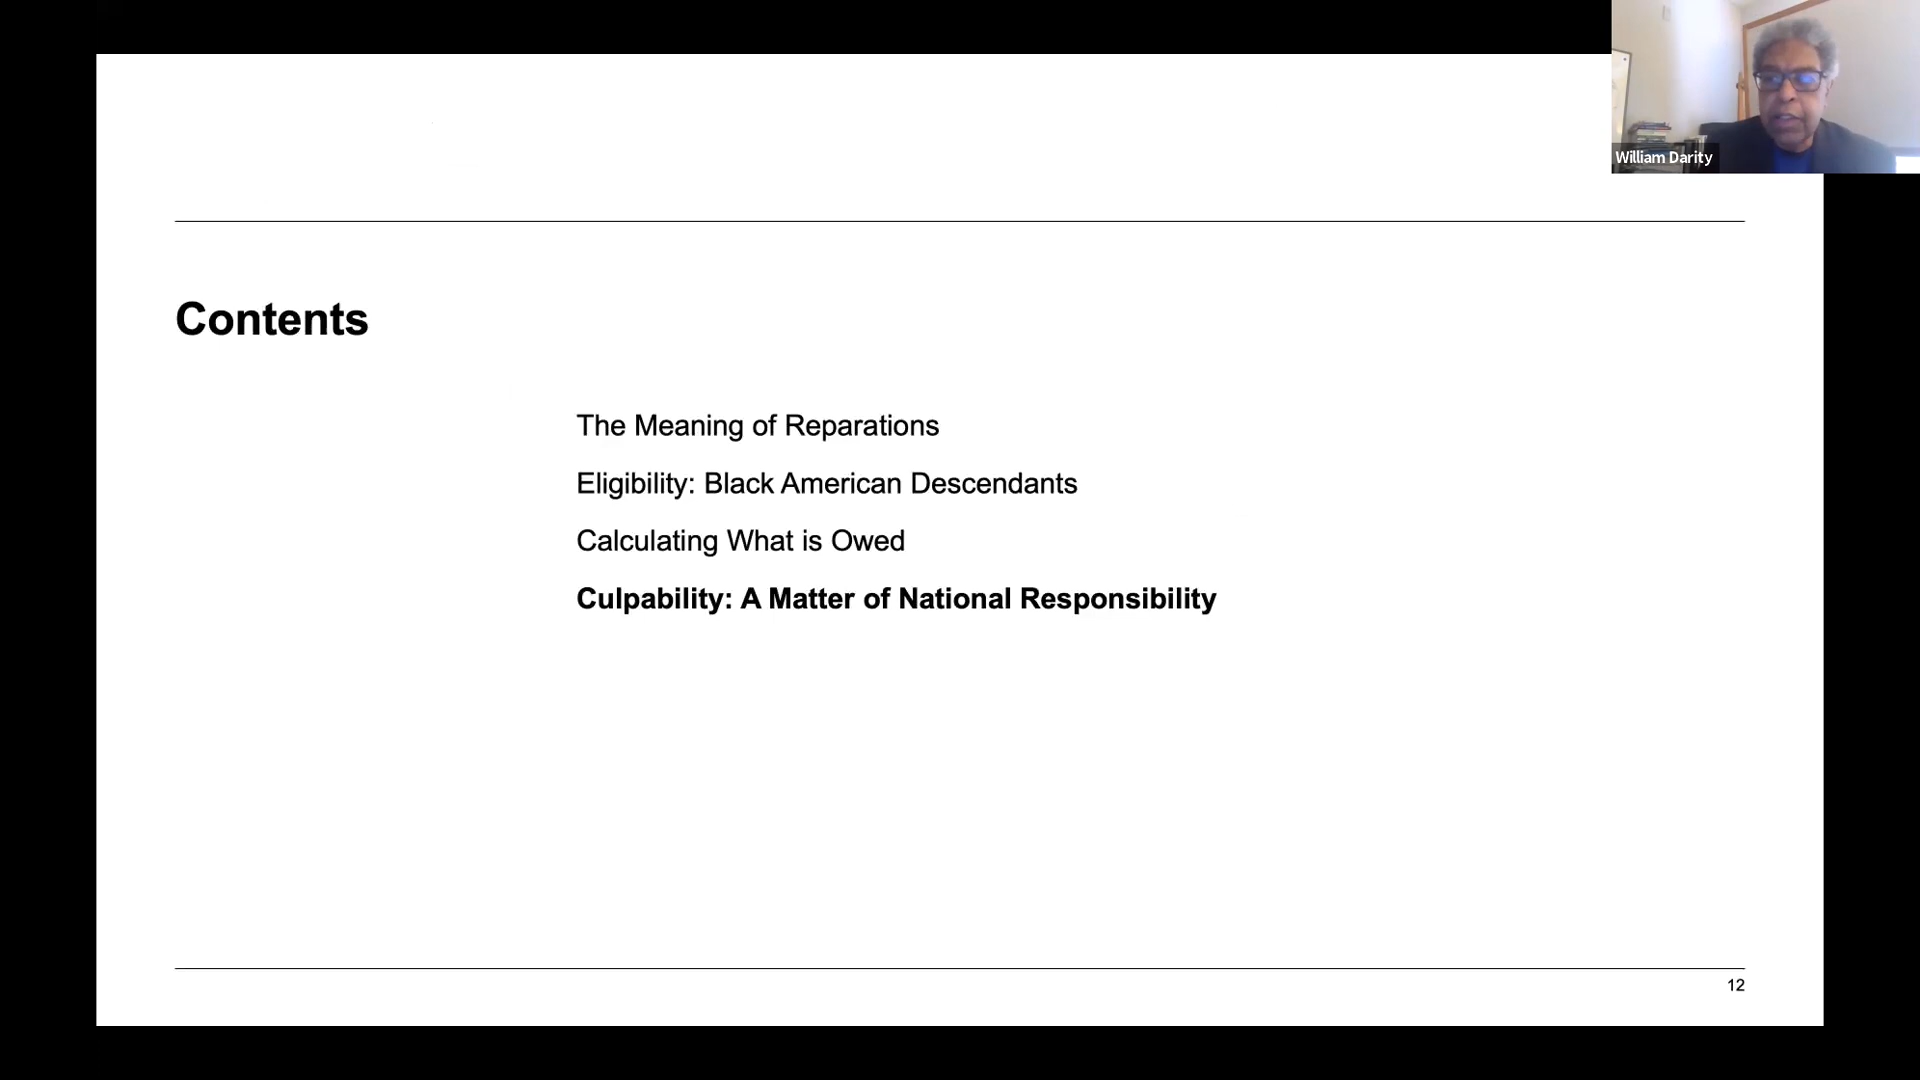 William Darity
Contents
The Meaning of Reparations
Eligibility: Black American Descendants
Calculating What is Owed
Culpability: A Matter of National Responsibility
12